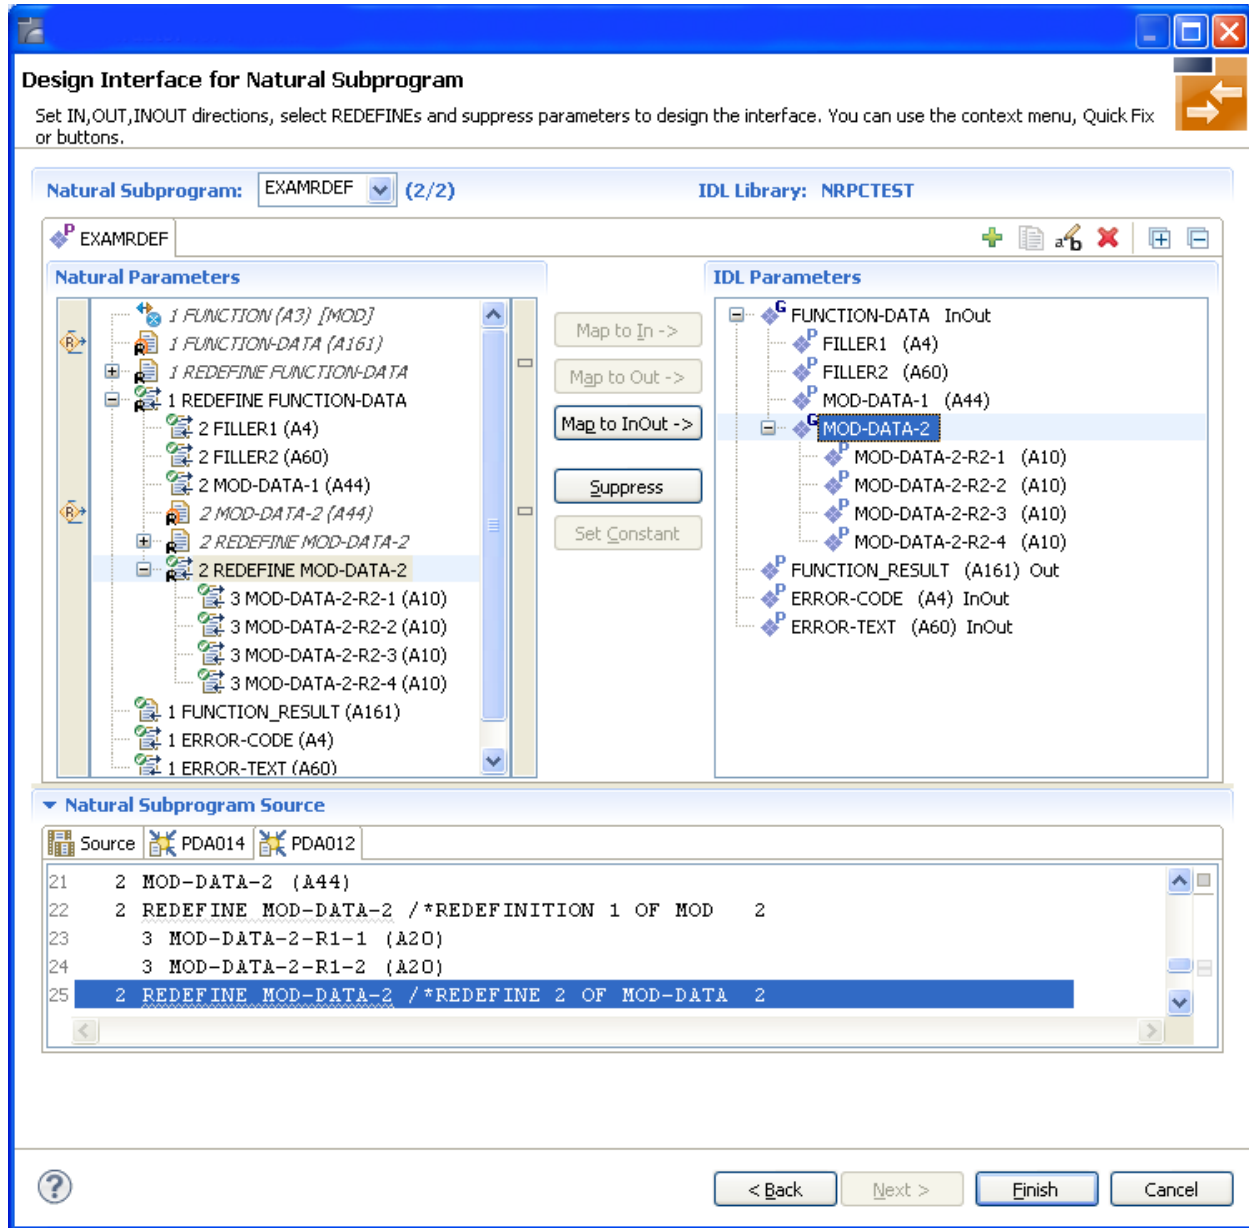 Design Interface for Natural Subprogram
Set IN,OUT,INOUT directions, select REDEFINEs and suppress parameters to design the interface. You can use the context menu, Quick Fix
or buttons.
Natural Subprogram: EXAMRDEF (2/2) IDL Library: NRPCTEST
EXAMRDEF
Natural Parameters
1 FUNCTION (A3) [MOD]
1 FUNCTION-DATA (A161)
1 REDEFINE FUNCTION-DATA
1 REDEFINE FUNCTION-DATA
2 FILLER1 (A4)
2 FILLER2 (A60)
2 MOD-DATA-1 (A44)
2 MOD-DATA-2 (A44)
2 REDEFINE MOD-DATA-2
2 REDEFINE MOD-DATA-2
3 MOD-DATA-2-R2-1 (A10)
3 MOD-DATA-2-R2-2 (A10)
3 MOD-DATA-2-R2-3 (A10)
3 MOD-DATA-2-R2-4 (A10)
1 FUNCTION_RESULT (A161)
1 ERROR-CODE (A4)
1 ERROR-TEXT (A60)
Map to In ->
Map to Out ->
Map to InOut ->
Suppress
Set Constant
IDL Parameters
FUNCTION-DATA InOut
FILLER1 (A4)
FILLER2 (A60)
MOD-DATA-1 (A44)
MOD-DATA-2
MOD-DATA-2-R2-1 (A10)
MOD-DATA-2-R2-2 (A10)
MOD-DATA-2-R2-3 (A10)
MOD-DATA-2-R2-4 (A10)
FUNCTION_RESULT (A161) Out
ERROR-CODE (A4) InOut
ERROR-TEXT (A60) InOut
Natural Subprogram Source
Source PDA014 PDA012
21 2 MOD-DATA-2 (A44)
22 2 REDEFINE MOD-DATA-2 /*REDEFINITION 1 OF MOD 2
23 3 MOD-DATA-2-R1-1 (A20)
24 3 MOD-DATA-2-R1-2 (A20)
25 2 REDEFINE MOD-DATA-2 /*REDEFINE 2 OF MOD-DATA 2
< Back Next > Finish Cancel